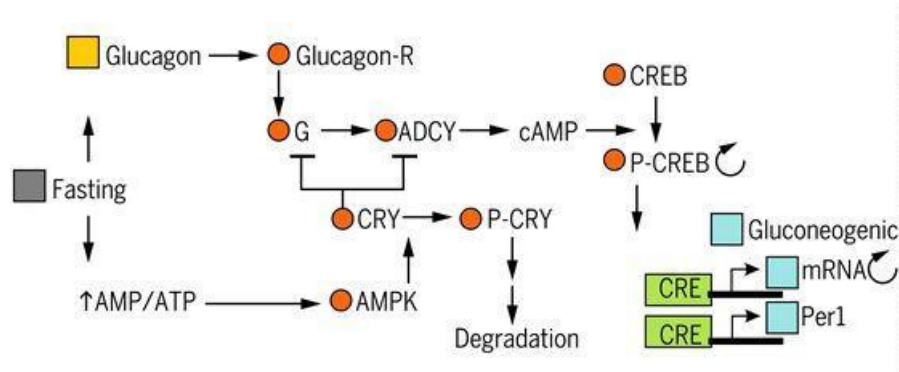 Glucagon
Glucagon-R
CREB
G
ADCY
cAMP
P-CREB
Fasting
CRY
P-CRY
Gluconeogenic
mRNA
CRE
↑AMP/ATP
AMPK
Per1
CRE
Degradation